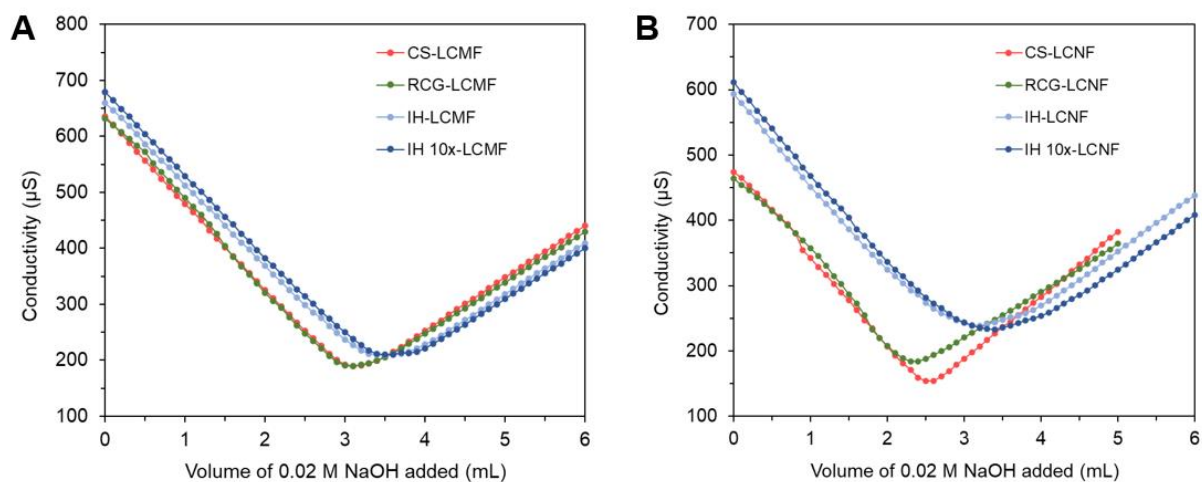 A
800
700
600
500
400
300
200
100
Conductivity (µS)
CS-LCMF
RCG-LCMF
IH-LCMF
IH 10x-LCMF
0 1 2 3 4 5 6
Volume of 0.02 M NaOH added (mL)
B
700
600
500
400
300
200
100
Conductivity (µS)
CS-LCNF
RCG-LCNF
IH-LCNF
IH 10x-LCNF
0 1 2 3 4 5 6
Volume of 0.02 M NaOH added (mL)